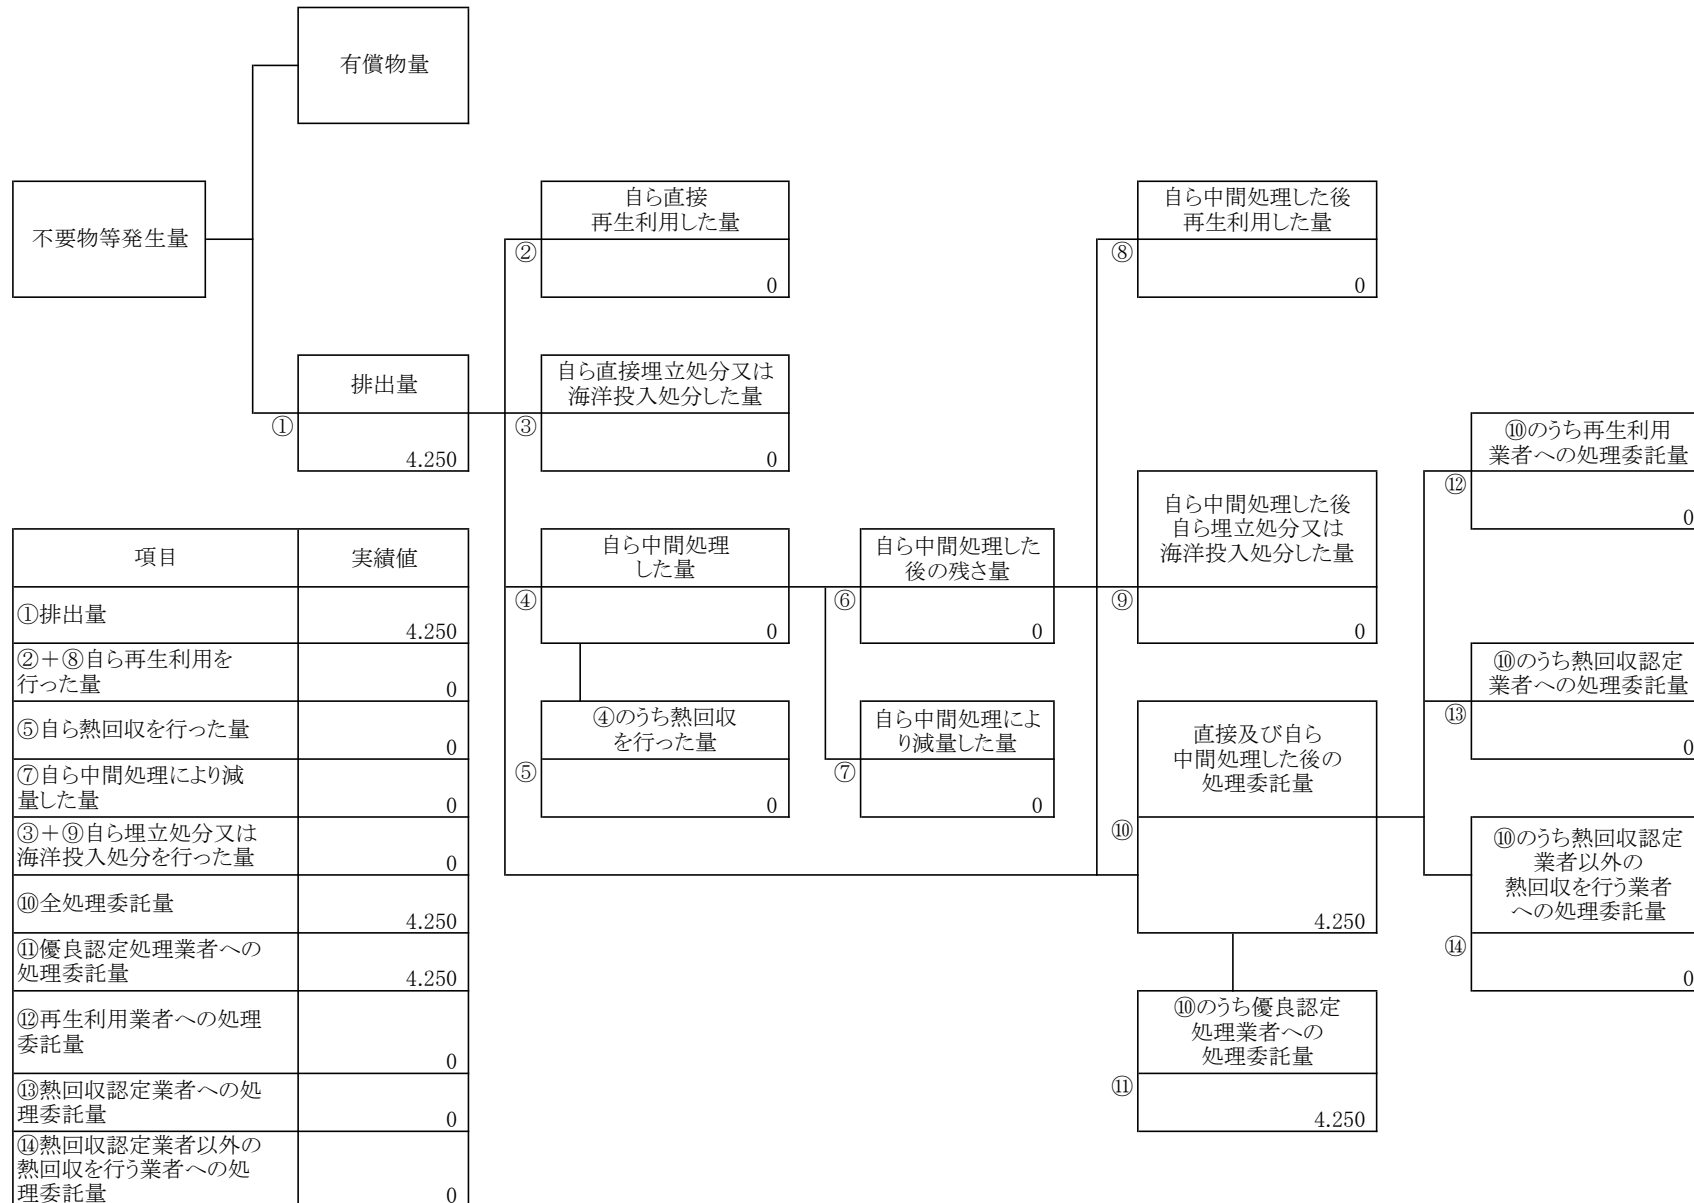 有償物量
不要物等発生量
自ら直接
再生利用した量
②
0
自ら中間処理した後
再生利用した量
⑧
0
排出量
①
4.250
自ら直接埋立処分又は
海洋投入処分した量
③
0
⑩のうち再生利用
業者への処理委託量
⑫
0
自ら中間処理
した量
④
0
自ら中間処理した
後の残さ量
⑥
0
自ら中間処理した後
自ら埋立処分又は
海洋投入処分した量
⑨
0
⑩のうち熱回収認定
業者への処理委託量
⑬
0
④のうち熱回収
を行った量
⑤
0
自ら中間処理によ
り減量した量
⑦
0
直接及び自ら
中間処理した後の
処理委託量
⑩
4.250
⑩のうち熱回収認定
業者以外の
熱回収を行う業者
への処理委託量
⑭
0
⑩のうち優良認定
処理業者への
処理委託量
⑪
4.250
項目 実績値
①排出量
4.250
②＋⑧自ら再生利用を
行った量
0
⑤自ら熱回収を行った量
0
⑦自ら中間処理により減
量した量
0
③＋⑨自ら埋立処分又は
海洋投入処分を行った量
0
⑩全処理委託量
4.250
⑪優良認定処理業者への
処理委託量
4.250
⑫再生利用業者への処理
委託量
0
⑬熱回収認定業者への処
理委託量
0
⑭熱回収認定業者以外の
熱回収を行う業者への処
理委託量
0